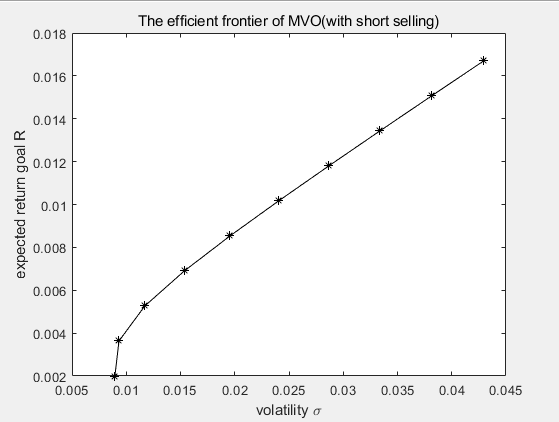 The efficient frontier of MVO(with short selling)
0.018
0.016
0.014
0.012
0.01
0.008
0.006
0.004
0.002
expected return goal R
0.005 0.01 0.015 0.02 0.025 0.03 0.035 0.04 0.045
volatility σ